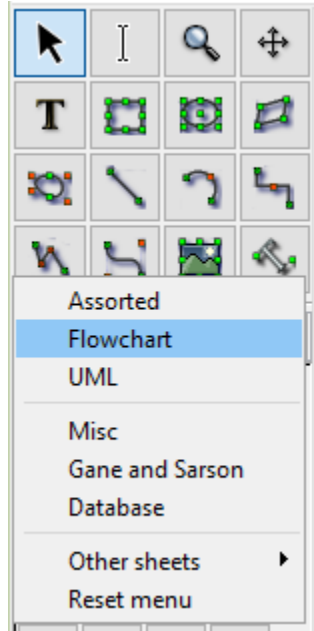 T
Assorted
Flowchart
UML
Misc
Gane and Sarson
Database
Other sheets
Reset menu